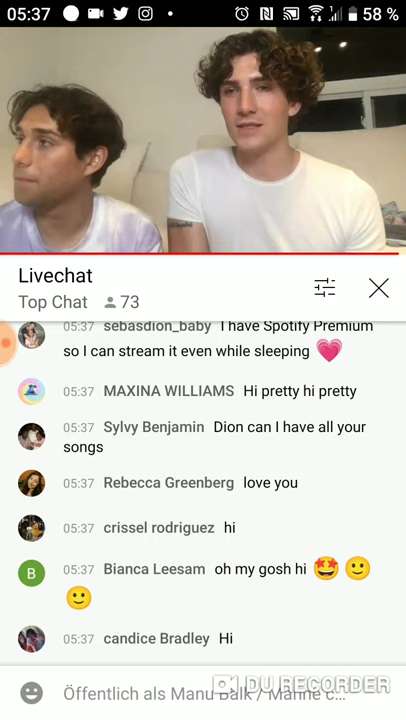 05:37
58 %
Livechat
Top Chat 73
05:37 sebasdion_baby I have Spotify Premium
so I can stream it even while sleeping
05:37 MAXINA WILLIAMS Hi pretty hi pretty
05:37 Sylvy Benjamin Dion can I have all your
songs
05:37 Rebecca Greenberg love you
05:37 crissel rodriguez hi
B
05:37 Bianca Leesam oh my gosh hi
05:37 candice Bradley Hi
Öffentlich als Manu Balk / Manne c...
DU RECORDER